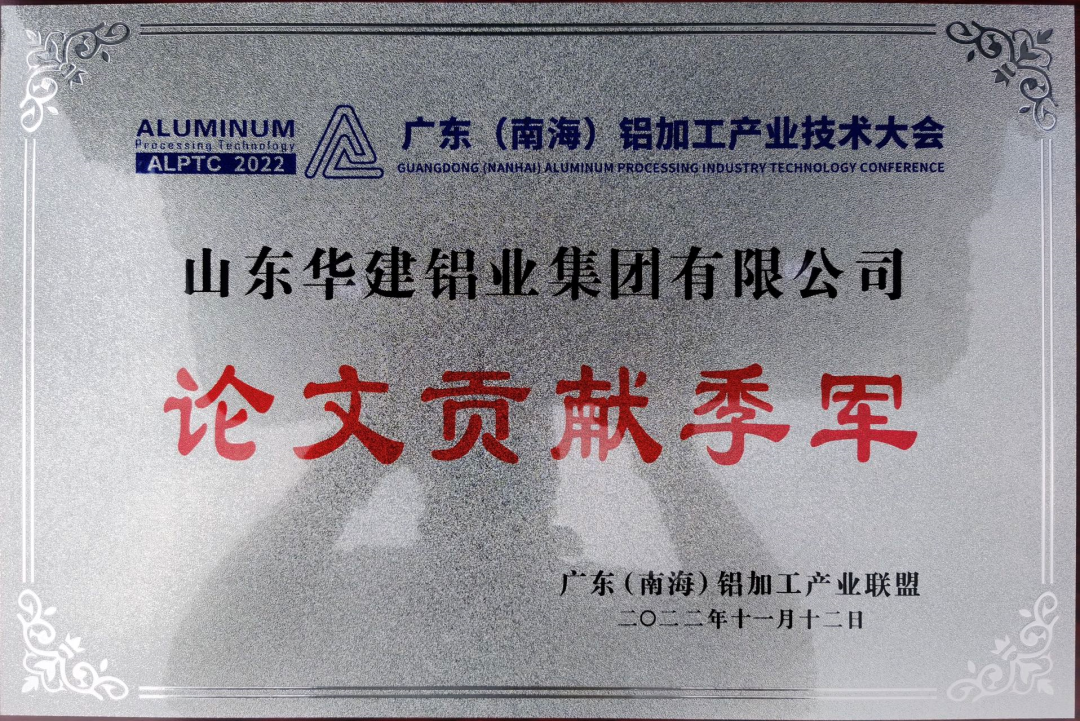 ALUMINUM
Processing Technology
ALPTC 2022
广东（南海）铝加工产业技术大会
GUANGDONG (NANHAI) ALUMINUM PROCESSING INDUSTRY TECHNOLOGY CONFERENCE
山东华建铝业集团有限公司
论文贡献季军
广东（南海）铝加工产业联盟
二〇二二年十一月十二日